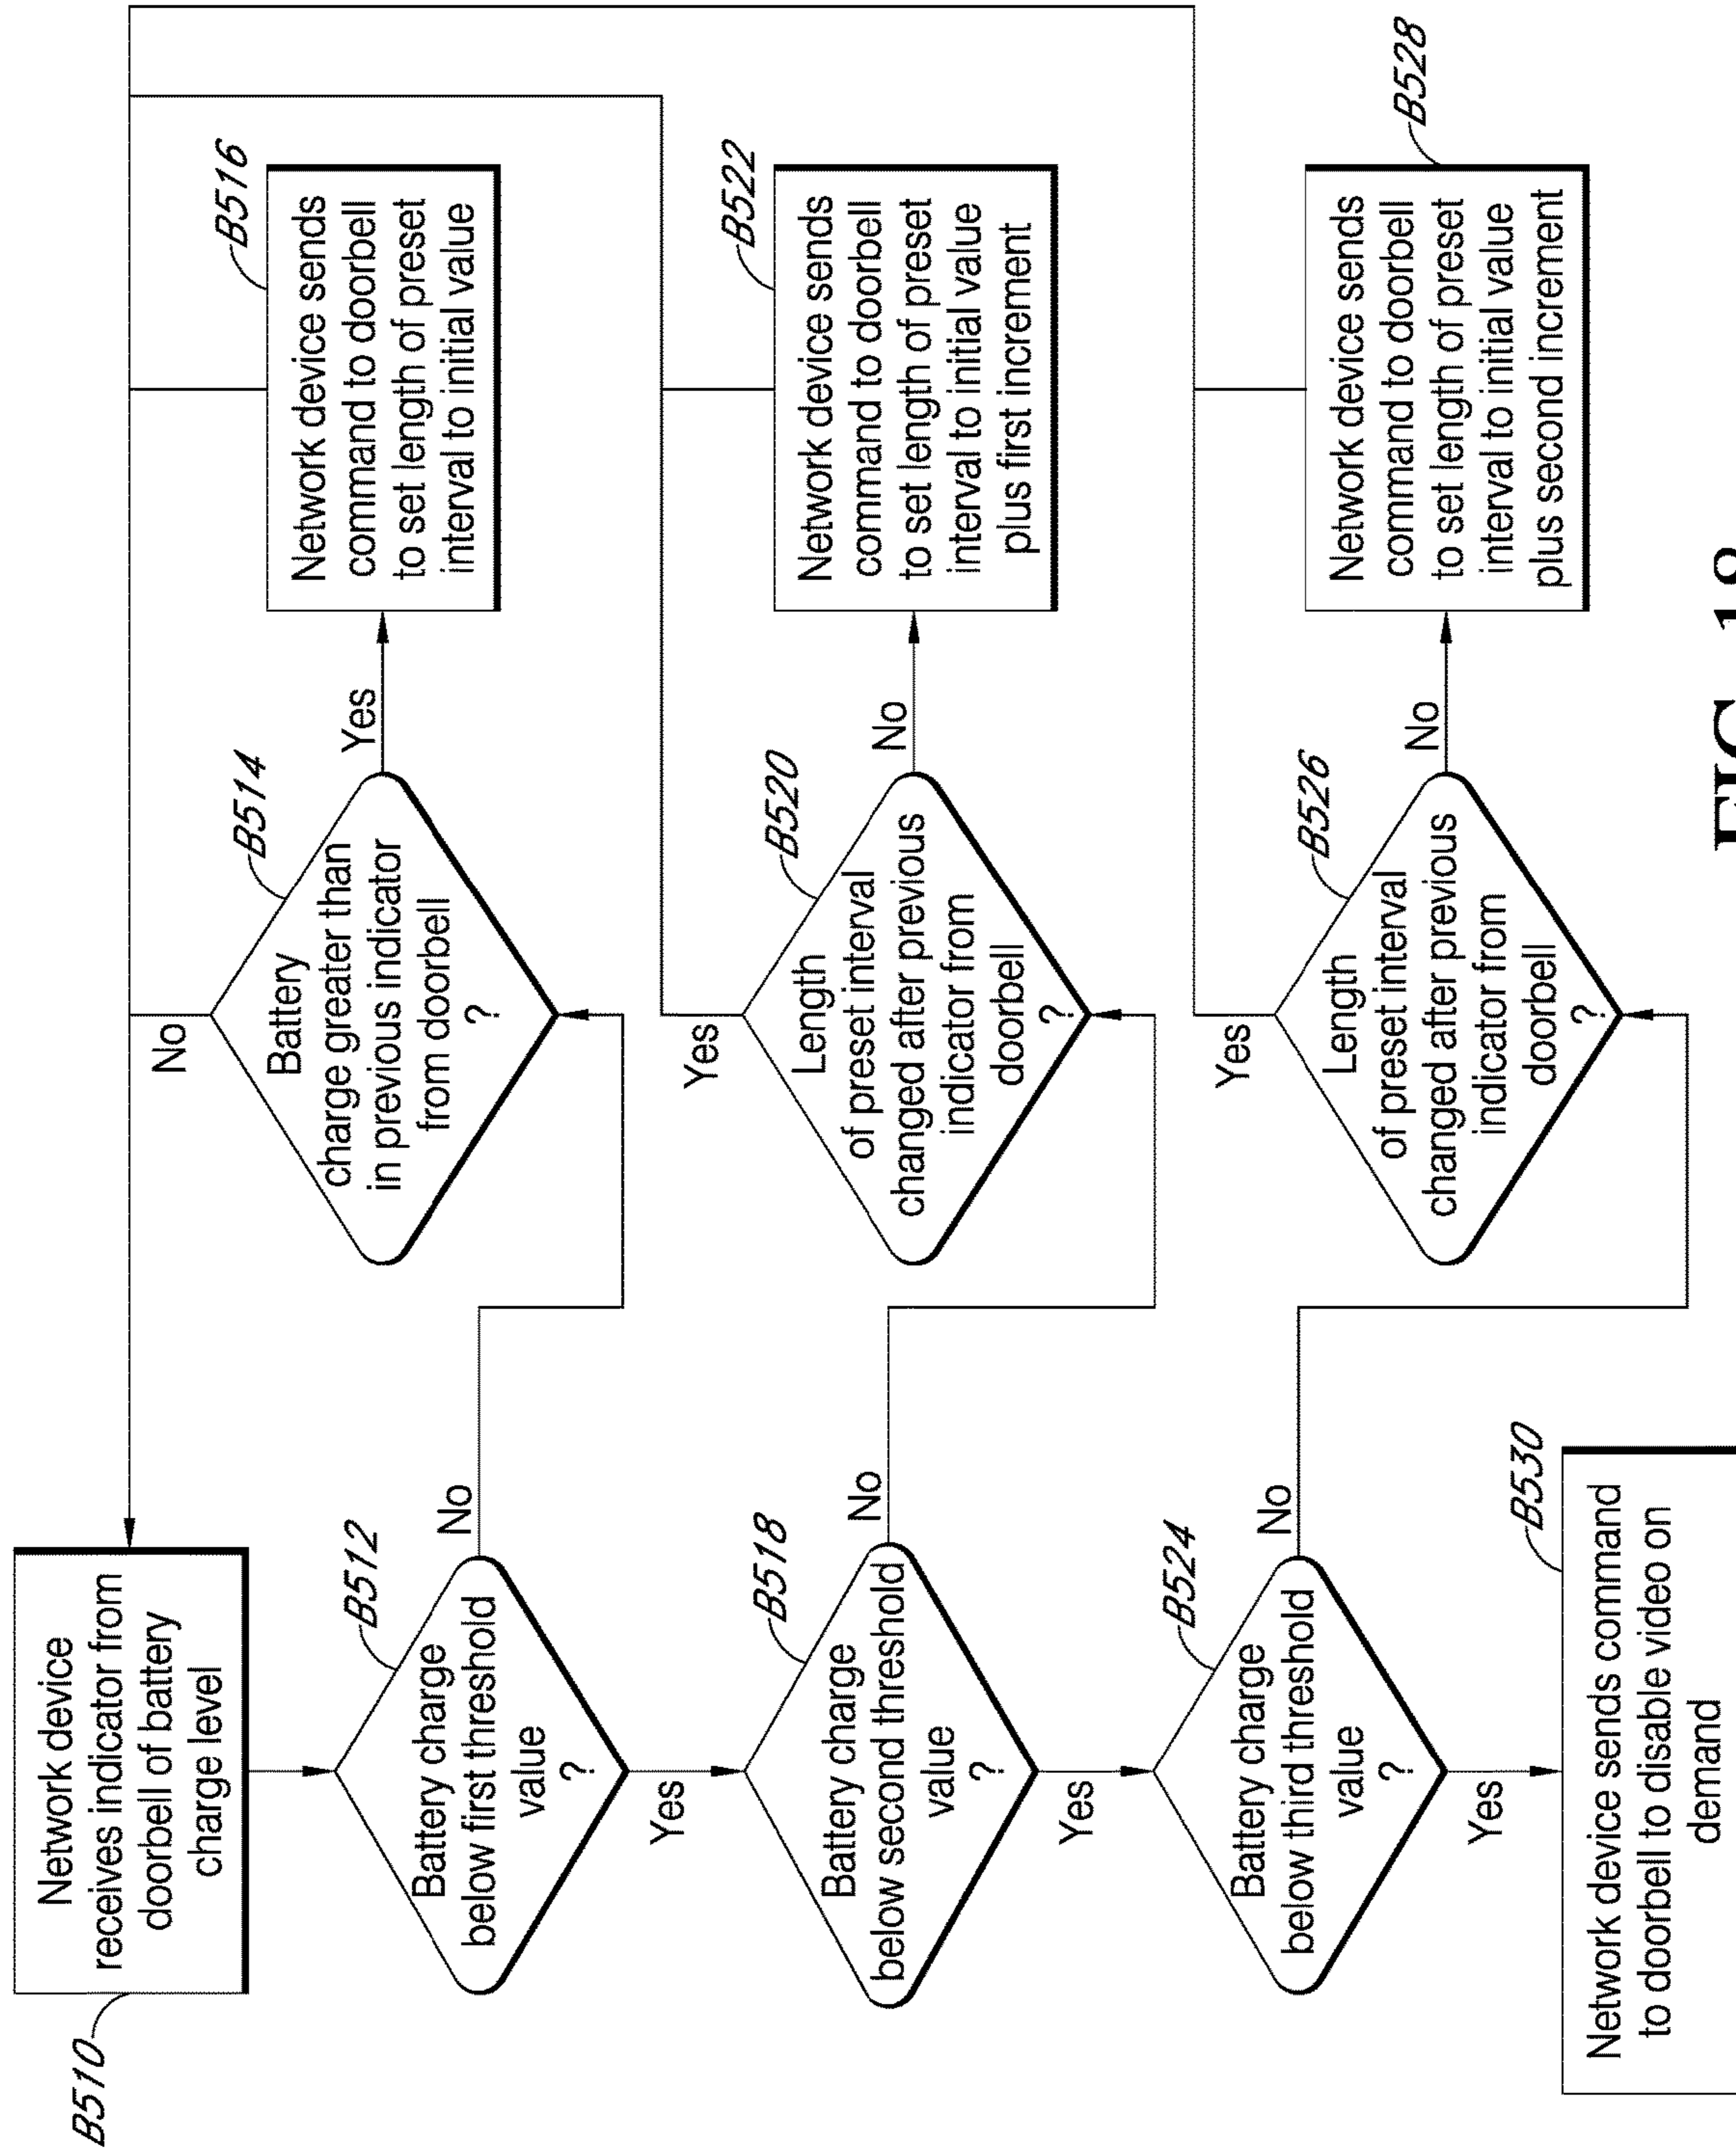 B510
Network device
receives indicator from
doorbell of battery
charge level
B512
Battery charge
below first threshold
value
?
No
Yes
B514
Battery
charge greater than
in previous indicator
from doorbell
?
No
Yes
B516
Network device sends
command to doorbell
to set length of preset
interval to initial value
B518
Battery charge
below second threshold
value
?
No
Yes
B520
Length
of preset interval
changed after previous
indicator from
doorbell
?
Yes
No
B522
Network device sends
command to doorbell
to set length of preset
interval to initial value
plus first increment
B524
Battery charge
below third threshold
value
?
No
Yes
B526
Length
of preset interval
changed after previous
indicator from
doorbell
?
Yes
No
B528
Network device sends
command to doorbell
to set length of preset
interval to initial value
plus second increment
B530
Network device sends command
to doorbell to disable video on
demand
FIG. 18